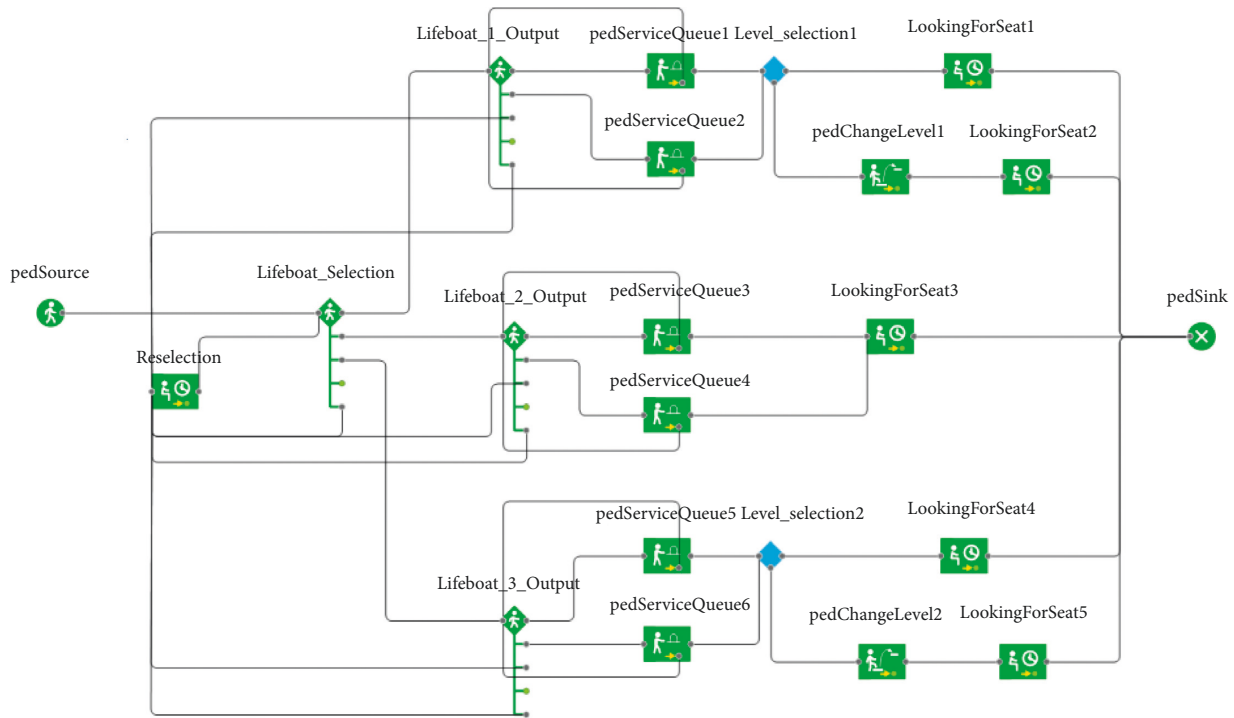 Lifeboat_1_Output
pedServiceQueue1
Level_selection1
LookingForSeat1
pedServiceQueue2
pedChangeLevel1
LookingForSeat2
pedSource
Lifeboat_Selection
Lifeboat_2_Output
pedServiceQueue3
LookingForSeat3
pedSink
Reselection
pedServiceQueue4
pedServiceQueue5
Level_selection2
LookingForSeat4
Lifeboat_3_Output
pedServiceQueue6
pedChangeLevel2
LookingForSeat5